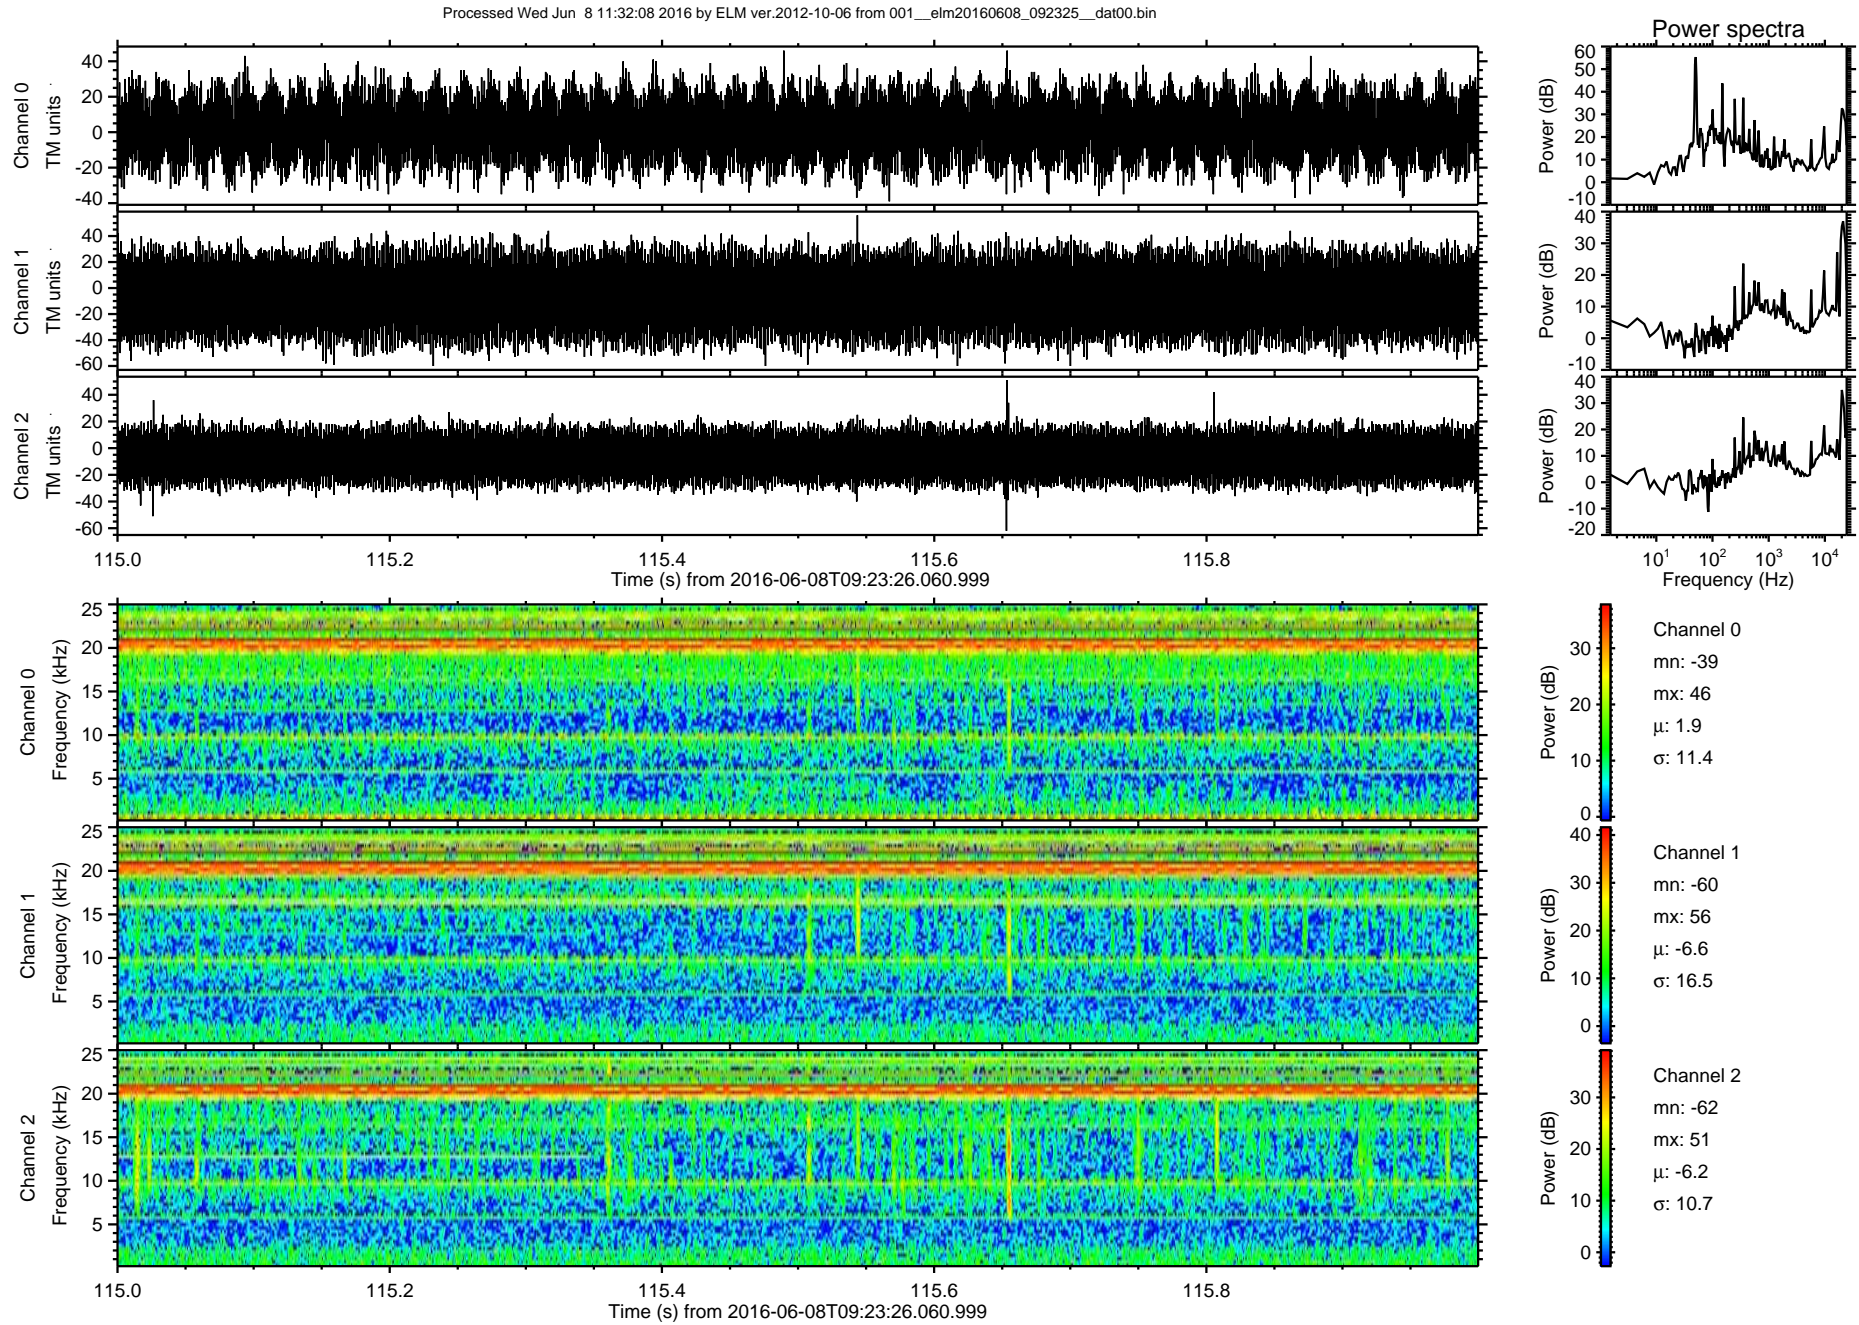 Processed Wed Jun  8 11:32:08 2016 by ELM ver.2012-10-06 from 001__elm20160608_092325__dat00.bin
Power spectra
Channel 0
TM units
40
20
0
-20
-40
Power (dB)
60
50
40
30
20
10
0
-10
Channel 1
TM units
40
20
0
-20
-40
-60
Power (dB)
40
30
20
10
0
-10
Channel 2
TM units
40
20
0
-20
-40
-60
Power (dB)
40
30
20
10
0
-10
-20
115.0 115.2 115.4 115.6 115.8
Time (s) from 2016-06-08T09:23:26.060.999
10^1 10^2 10^3 10^4
Frequency (Hz)
Channel 0
Frequency (kHz)
25
20
15
10
5
Power (dB)
30
20
10
0
Channel 0
mn: -39
mx: 46
µ: 1.9
σ: 11.4
Channel 1
Frequency (kHz)
25
20
15
10
5
Power (dB)
40
30
20
10
0
Channel 1
mn: -60
mx: 56
µ: -6.6
σ: 16.5
Channel 2
Frequency (kHz)
25
20
15
10
5
Power (dB)
30
20
10
0
Channel 2
mn: -62
mx: 51
µ: -6.2
σ: 10.7
115.0 115.2 115.4 115.6 115.8
Time (s) from 2016-06-08T09:23:26.060.999